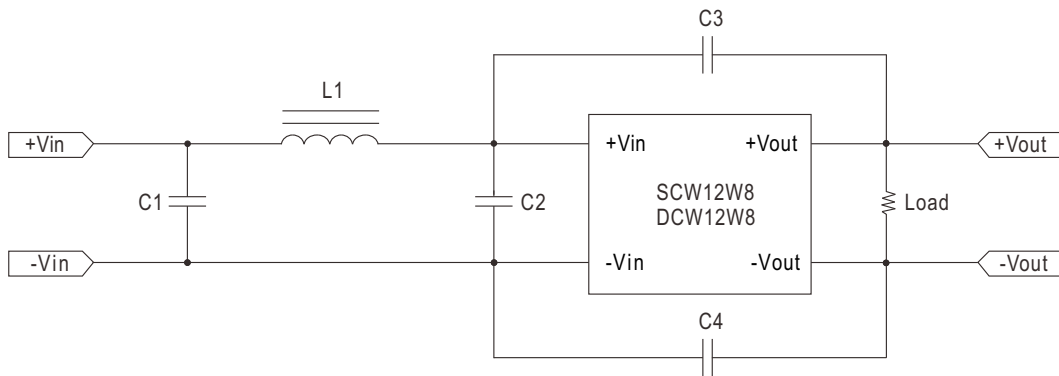 C3
L1
+Vin
+Vin
+Vout
+Vout
C1
C2
SCW12W8
DCW12W8
Load
-Vin
-Vin
-Vout
-Vout
C4